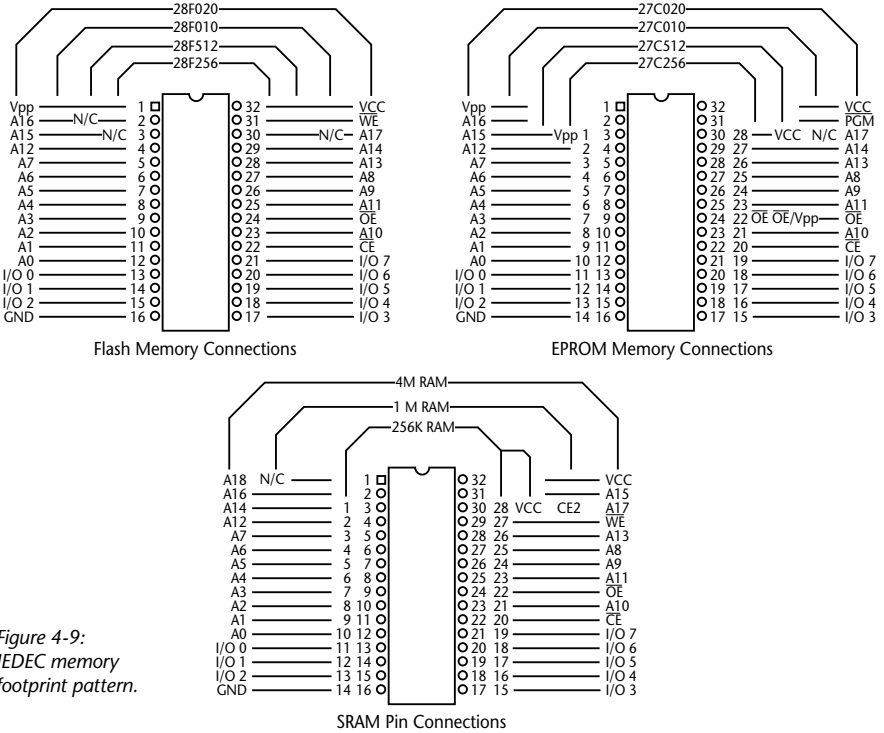 28F020
28F010
28F512
28F256
Vpp 1 32 VCC
A16 N/C 2 31 WE
A15 N/C 3 30 N/C A17
A12 4 29 A14
A7 5 28 A13
A6 6 27 A8
A5 7 26 A9
A4 8 25 A11
A3 9 24 OE
A2 10 23 A10
A1 11 22 CE
A0 12 21 I/O 7
I/O 0 13 20 I/O 6
I/O 1 14 19 I/O 5
I/O 2 15 18 I/O 4
GND 16 17 I/O 3
Flash Memory Connections
27C020
27C010
27C512
27C256
Vpp 1 32 VCC
A16 2 31 PGM
A15 Vpp 1 3 30 28 VCC N/C A17
A12 2 4 29 27 A14
A7 3 5 28 26 A13
A6 4 6 27 25 A8
A5 5 7 26 24 A9
A4 6 8 25 23 A11
A3 7 9 24 22 OE OE/Vpp OE
A2 8 10 23 21 A10
A1 9 11 22 20 CE
A0 10 12 21 19 I/O 7
I/O 0 11 13 20 18 I/O 6
I/O 1 12 14 19 17 I/O 5
I/O 2 13 15 18 16 I/O 4
GND 14 16 17 15 I/O 3
EPROM Memory Connections
4M RAM
1 M RAM
256K RAM
A18 N/C 1 32 VCC
A16 2 31 A15
A14 1 3 30 28 VCC CE2 A17
A12 2 4 29 27 WE
A7 3 5 28 26 A13
A6 4 6 27 25 A8
A5 5 7 26 24 A9
A4 6 8 25 23 A11
A3 7 9 24 22 OE
A2 8 10 23 21 A10
A1 9 11 22 20 CE
A0 10 12 21 19 I/O 7
I/O 0 11 13 20 18 I/O 6
I/O 1 12 14 19 17 I/O 5
I/O 2 13 15 18 16 I/O 4
GND 14 16 17 15 I/O 3
SRAM Pin Connections
Figure 4-9:
JEDEC memory
footprint pattern.